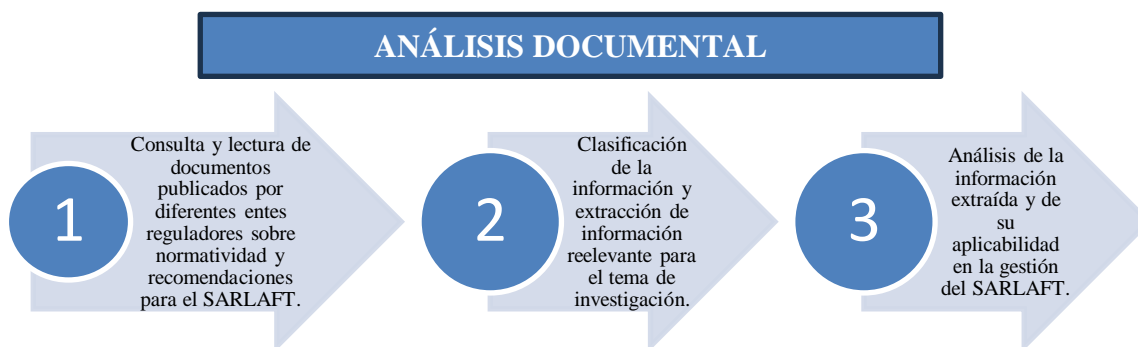 ANÁLISIS DOCUMENTAL
1
Consulta y lectura de
documentos
publicados por
diferentes entes
reguladores sobre
normatividad y
recomendaciones
para el SARLAFT.
2
Clasificación
de la
información y
extracción de
información
reelevante para
el tema de
investigación.
3
Análisis de la
información
extraída y de
su
aplicabilidad
en la gestión
del SARLAFT.